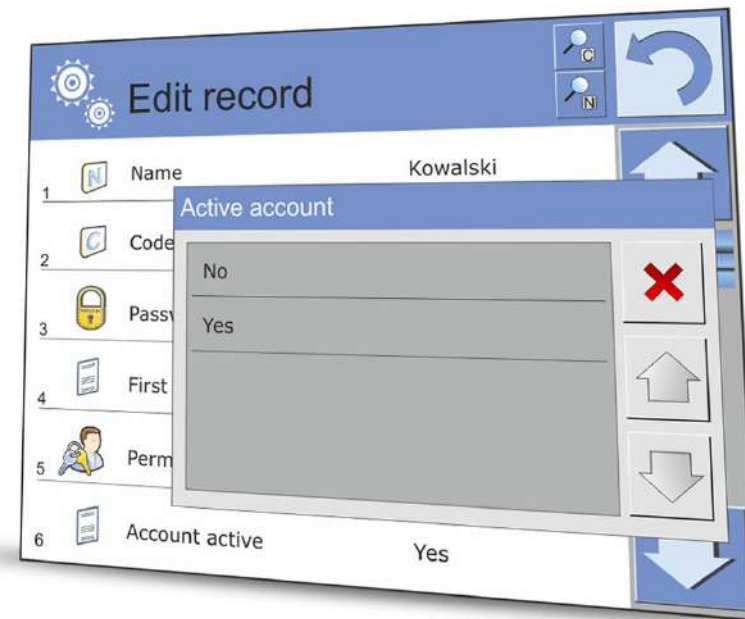 Edit record
C
N
1 N Name Kowalski
Active account
2 C Code
No
3 Passw
Yes
4 First
5 Perm
6 Account active Yes